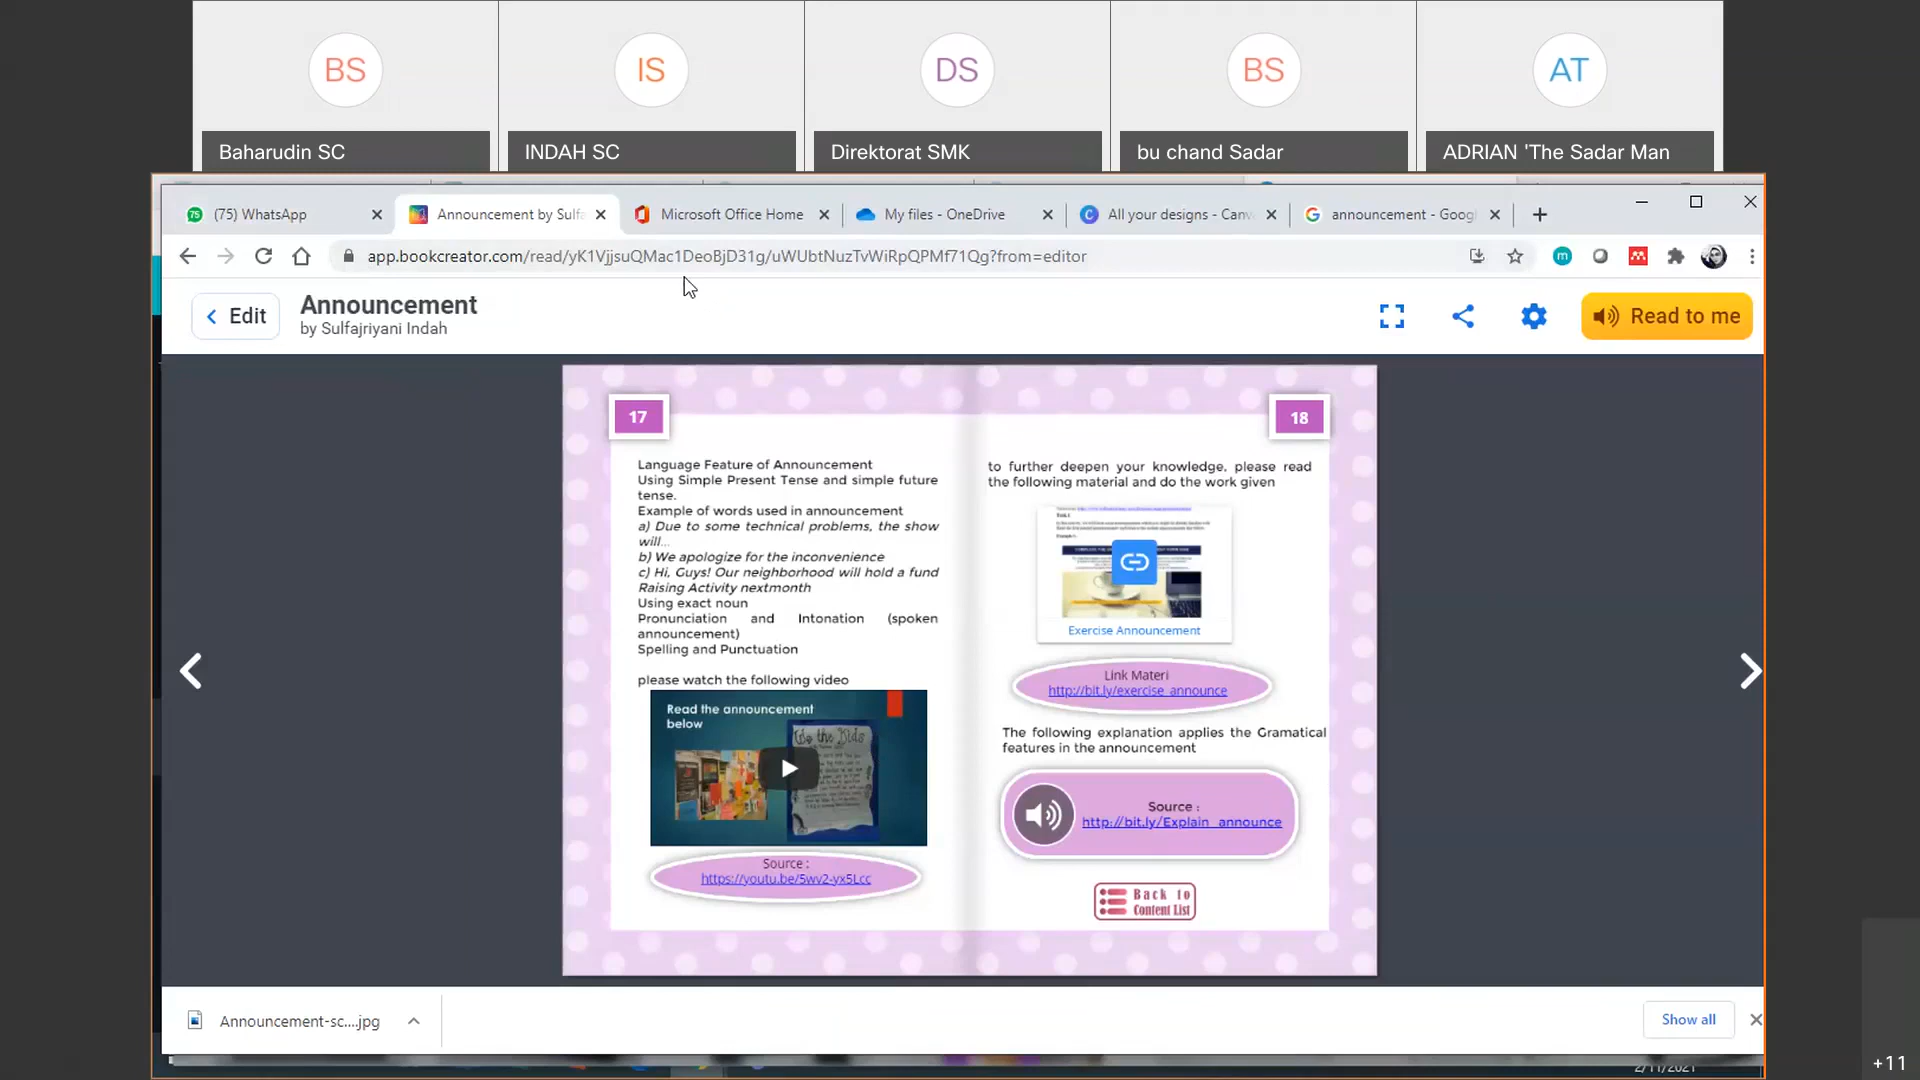 BS
IS
DS
BS
AT
Baharudin SC
INDAH SC
Direktorat SMK
bu chand Sadar
ADRIAN 'The Sadar Man
75
(75) WhatsApp
Announcement by Sulfa
Microsoft Office Home
My files - OneDrive
All your designs - Canv
announcement - Goog
app.bookcreator.com/read/yK1VjjsuQMac1DeoBjD31g/uWUbtNuzTvWiRpQPMf71Qg?from=editor
Edit
Announcement
by Sulfajriyani Indah
Read to me
17
Language Feature of Announcement
Using Simple Present Tense and simple future
tense.
Example of words used in announcement
a) Due to some technical problems, the show
will...
b) We apologize for the inconvenience
c) Hi, Guys! Our neighborhood will hold a fund
Raising Activity nextmonth
Using exact noun
Pronunciation and Intonation (spoken
announcement)
Spelling and Punctuation
please watch the following video
Read the announcement
below
Source :
https://youtu.be/5wv2-yx5Lcc
18
to further deepen your knowledge, please read
the following material and do the work given
Exercise Announcement
Link Materi
http://bit.ly/exercise_announce
The following explanation applies the Gramatical
features in the announcement
Source :
http://bit.ly/Explain_announce
Back to
Content List
Announcement-sc....jpg
Show all
2/11/2021
+11